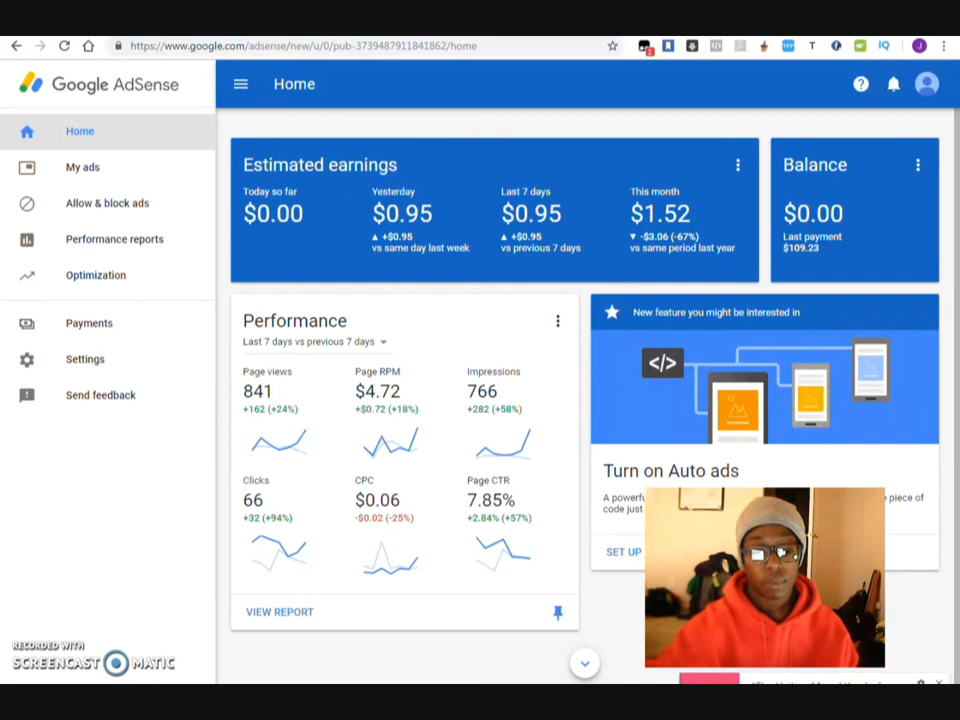 https://www.google.com/adsense/new/u/0/pub-3739487911841862/home
1
TFP
T
IQ
J
Google AdSense
Home
Home
My ads
Allow & block ads
Performance reports
Optimization
Payments
Settings
Send feedback
Estimated earnings
Today so far
$0.00
Yesterday
$0.95
+$0.95
vs same day last week
Last 7 days
$0.95
+$0.95
vs previous 7 days
This month
$1.52
-$3.06 (-67%)
vs same period last year
Balance
$0.00
Last payment
$109.23
Performance
Last 7 days vs previous 7 days
Page views
841
+162 (+24%)
Page RPM
$4.72
+$0.72 (+18%)
Impressions
766
+282 (+58%)
Clicks
66
+32 (+94%)
CPC
$0.06
-$0.02 (-25%)
Page CTR
7.85%
+2.84% (+57%)
VIEW REPORT
New feature you might be interested in
</>
Turn on Auto ads
A powerfu
piece of
code just
SET UP
RECORDED WITH
SCREENCAST MATIC